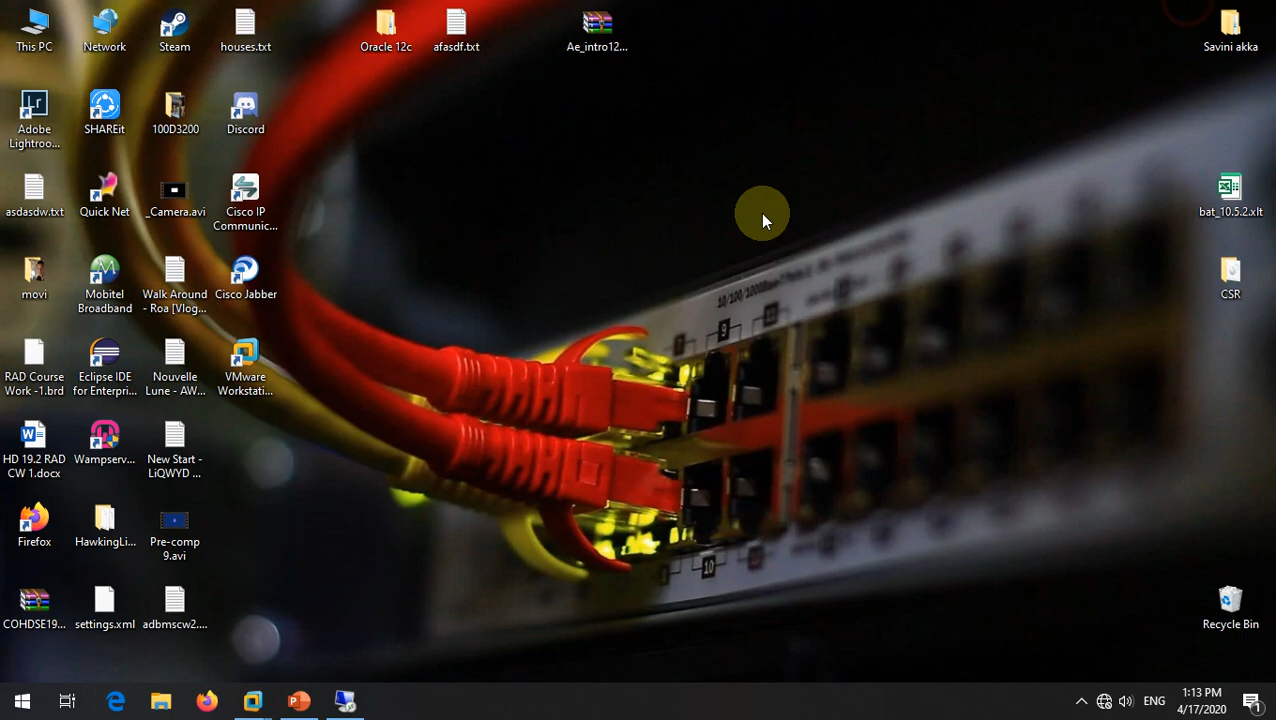 This PC
Network
Steam
houses.txt
Oracle 12c
afasdf.txt
Ae_intro12...
Savini akka
Adobe
Lightroo...
SHAREit
100D3200
Discord
asdasdw.txt
Quick Net
_Camera.avi
Cisco IP
Communic...
bat_10.5.2.xlt
movi
Mobitel
Broadband
Walk Around
- Roa [Vlog...
Cisco Jabber
CSR
RAD Course
Work -1.brd
Eclipse IDE
for Enterpri...
Nouvelle
Lune - AW...
VMware
Workstati...
HD 19.2 RAD
CW 1.docx
Wampserv...
New Start -
LiQWYD ...
Firefox
HawkingLi...
Pre-comp
9.avi
COHDSE19...
settings.xml
adbmscw2....
Recycle Bin
9
11
10
ENG
1:13 PM
4/17/2020
1